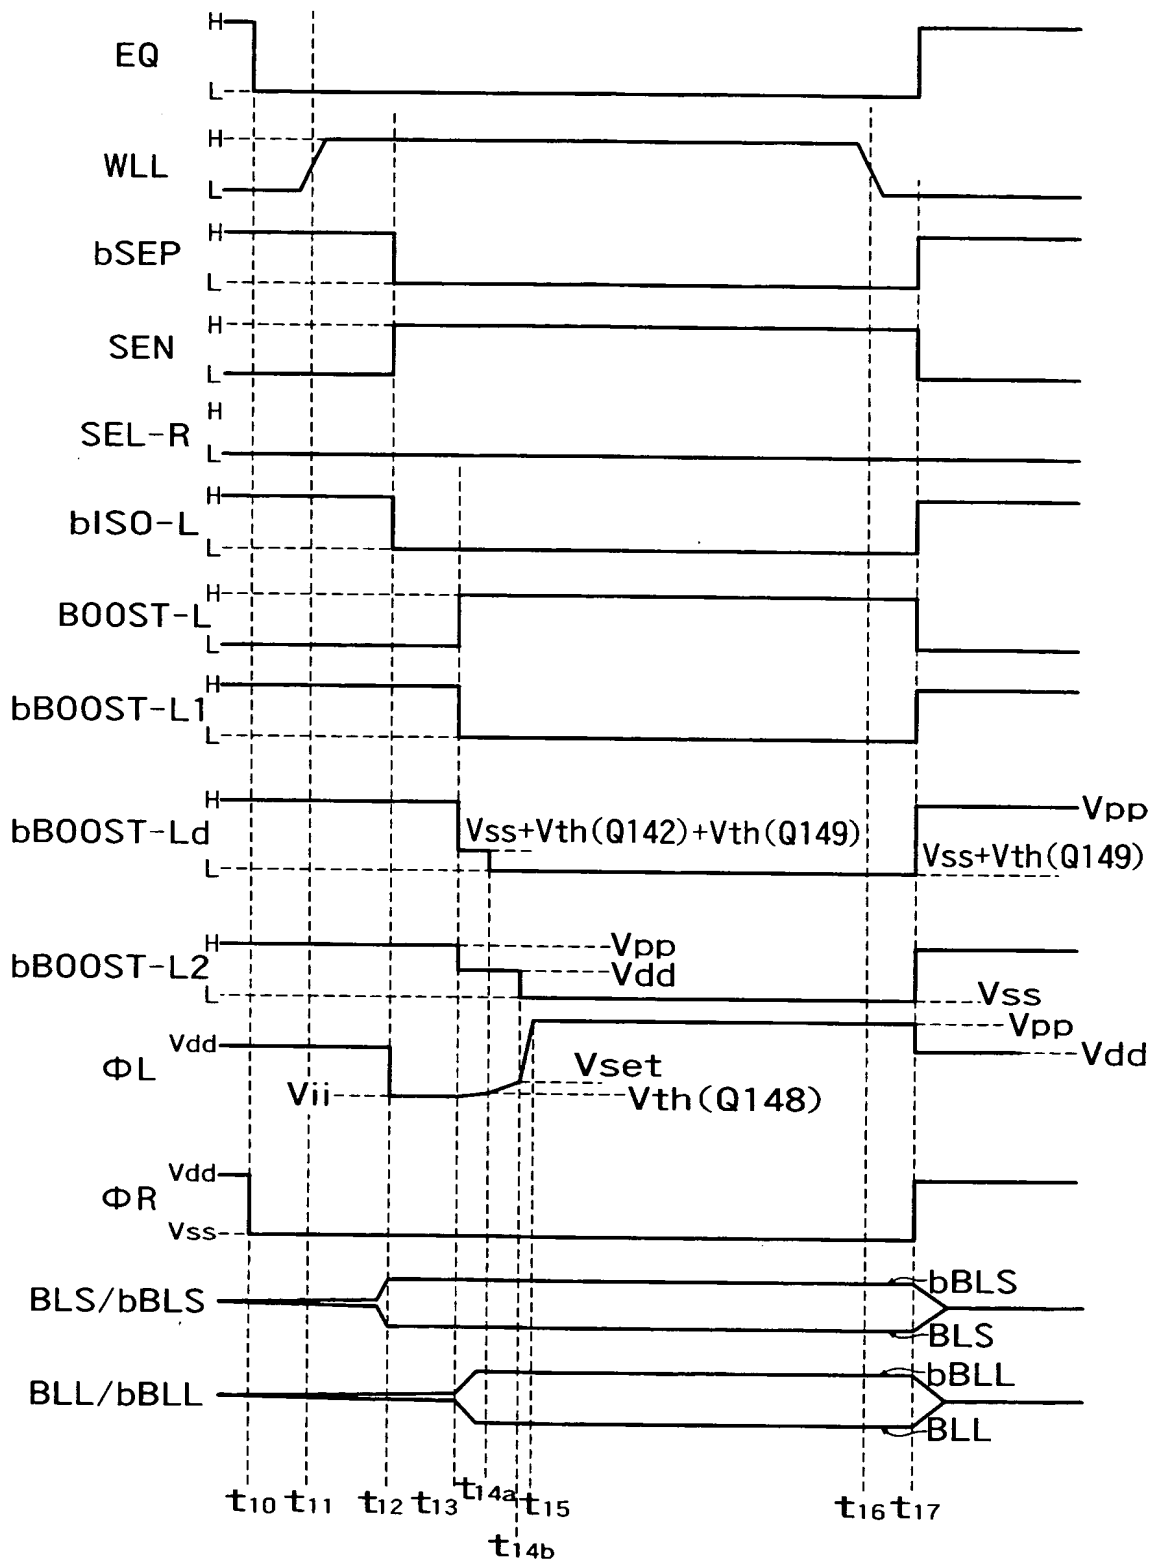 H
EQ
L
H
WLL
L
H
bSEP
L
H
SEN
L
H
SEL-R
L
H
bISO-L
L
H
BOOST-L
L
H
bBOOST-L1
L
H
bBOOST-Ld
Vss+Vth(Q142)+Vth(Q149)
Vpp
L
Vss+Vth(Q149)
H
Vpp
bBOOST-L2
Vdd
L
Vss
Vpp
Vdd
ΦL
Vset
Vdd
Vii
Vth(Q148)
Vdd
ΦR
Vss
BLS/bBLS
bBLS
BLS
BLL/bBLL
bBLL
BLL
t10 t11 t12 t13 t14a t15 t16 t17
t14b